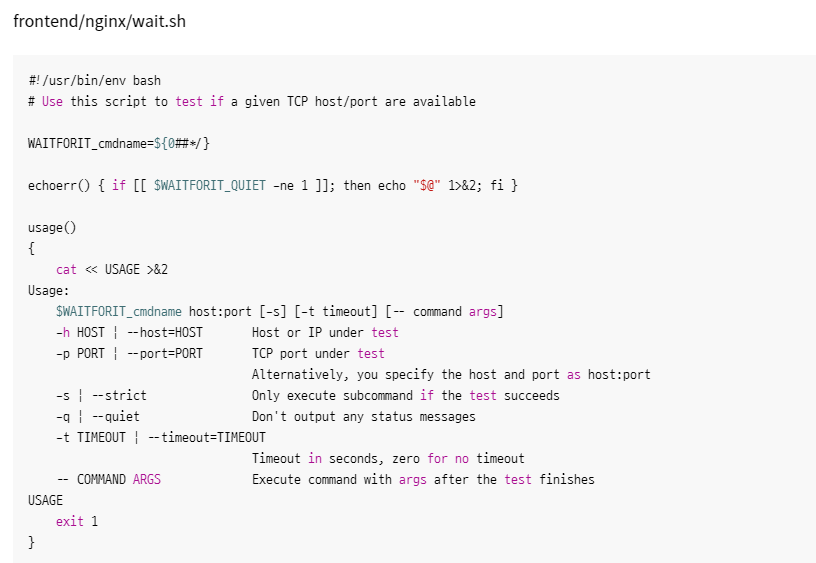 frontend/nginx/wait.sh
#!/usr/bin/env bash
# Use this script to test if a given TCP host/port are available
WAITFORIT_cmdname=${0##*/}
echoerr() { if [[ $WAITFORIT_QUIET -ne 1 ]]; then echo "$@" 1>&2; fi }
usage()
{
    cat << USAGE >&2
Usage:
    $WAITFORIT_cmdname host:port [-s] [-t timeout] [-- command args]
    -h HOST | --host=HOST       Host or IP under test
    -p PORT | --port=PORT       TCP port under test
                                Alternatively, you specify the host and port as host:port
    -s | --strict               Only execute subcommand if the test succeeds
    -q | --quiet                Don't output any status messages
    -t TIMEOUT | --timeout=TIMEOUT
                                Timeout in seconds, zero for no timeout
    -- COMMAND ARGS             Execute command with args after the test finishes
USAGE
    exit 1
}